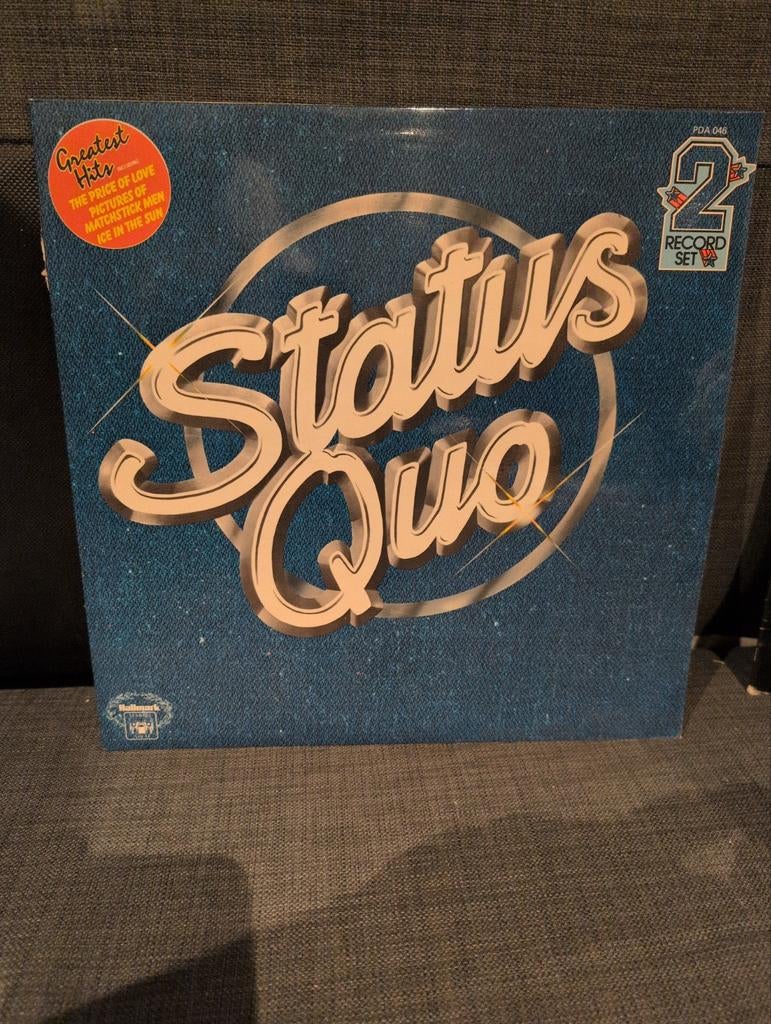 Greatest
Hits INCLUDING
THE PRICE OF LOVE
PICTURES OF
MATCHSTICK MEN
ICE IN THE SUN
PDA 046
2
RECORD
SET
Status
Quo
Hallmark